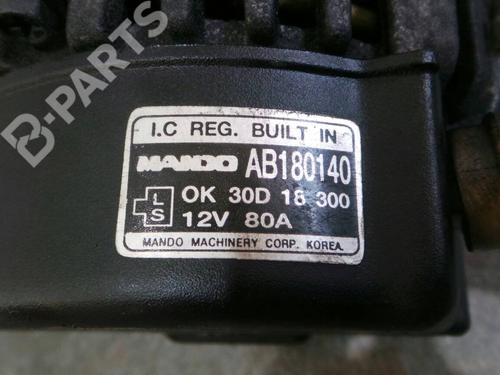 B-PARTS
I.C REG. BUILT IN
MANDO AB180140
L S OK 30D 18 300
12V 80A
MANDO MACHINERY CORP. KOREA.